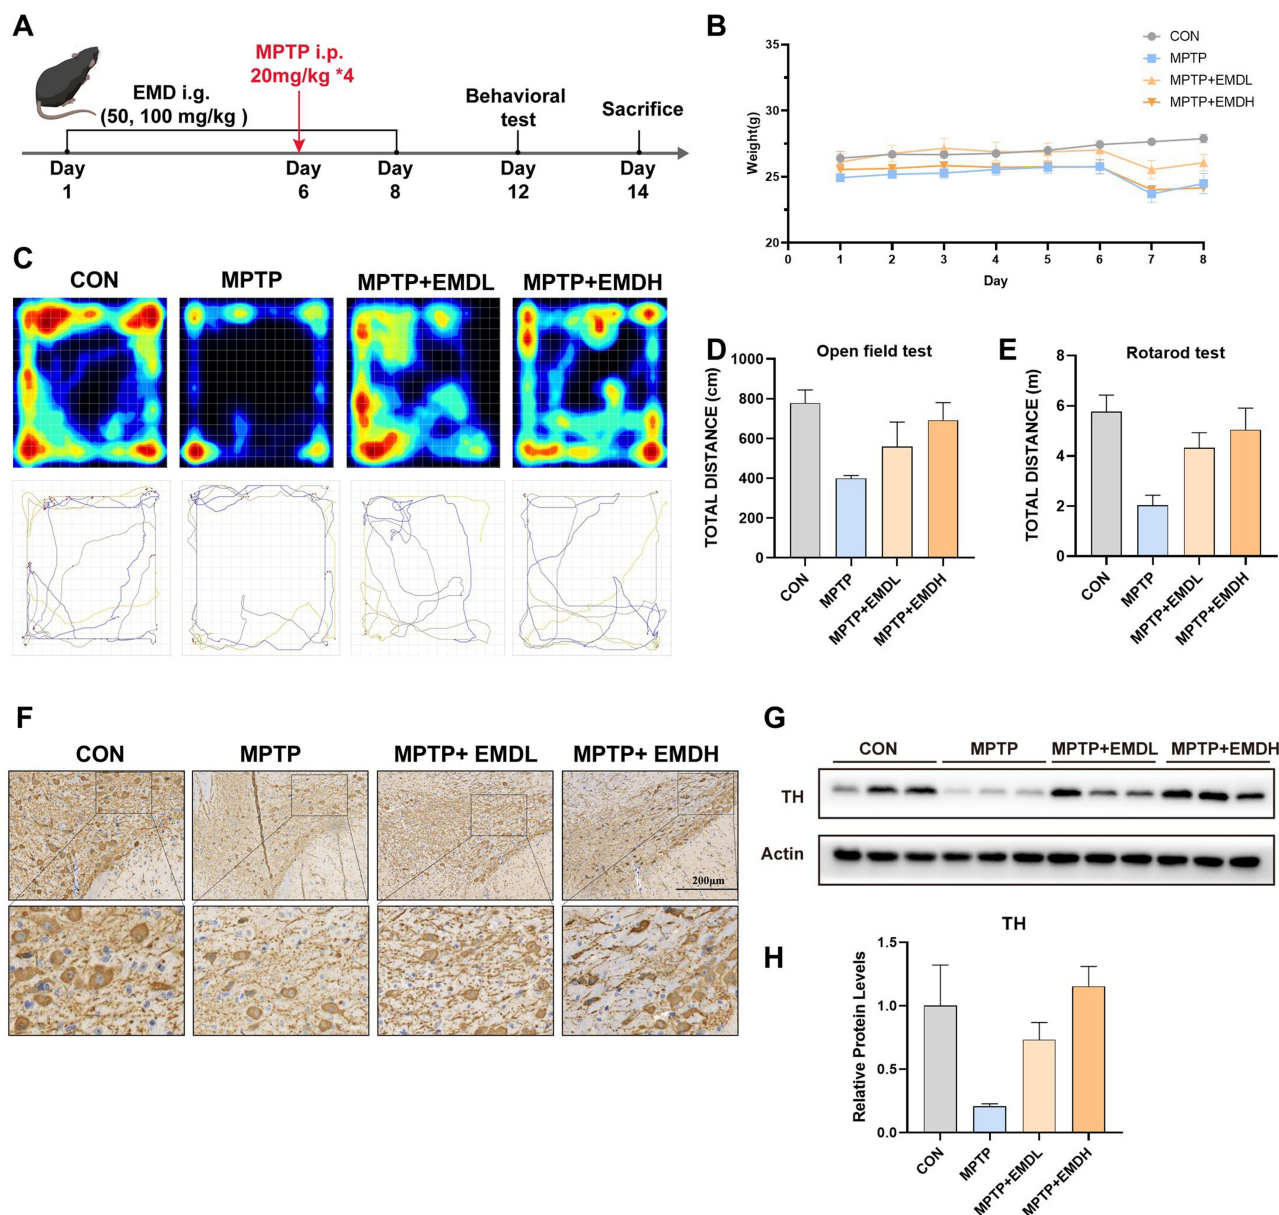 A
MPTP i.p.
20mg/kg *4
EMD i.g.
(50, 100 mg/kg )
Behavioral
test
Sacrifice
Day
1
Day
6
Day
8
Day
12
Day
14
B
CON
MPTP
MPTP+EMDL
MPTP+EMDH
Weight(g)
35
30
25
20
0 1 2 3 4 5 6 7 8
Day
C
CON MPTP MPTP+EMDL MPTP+EMDH
D
Open field test
TOTAL DISTANCE (cm)
1000
800
600
400
200
0
CON MPTP MPTP+EMDL MPTP+EMDH
E
Rotarod test
TOTAL DISTANCE (m)
8
6
4
2
0
CON MPTP MPTP+EMDL MPTP+EMDH
F
CON MPTP MPTP+ EMDL MPTP+ EMDH
200μm
G
CON MPTP MPTP+EMDL MPTP+EMDH
TH
Actin
H
TH
Relative Protein Levels
1.5
1.0
0.5
0.0
CON MPTP MPTP+EMDL MPTP+EMDH